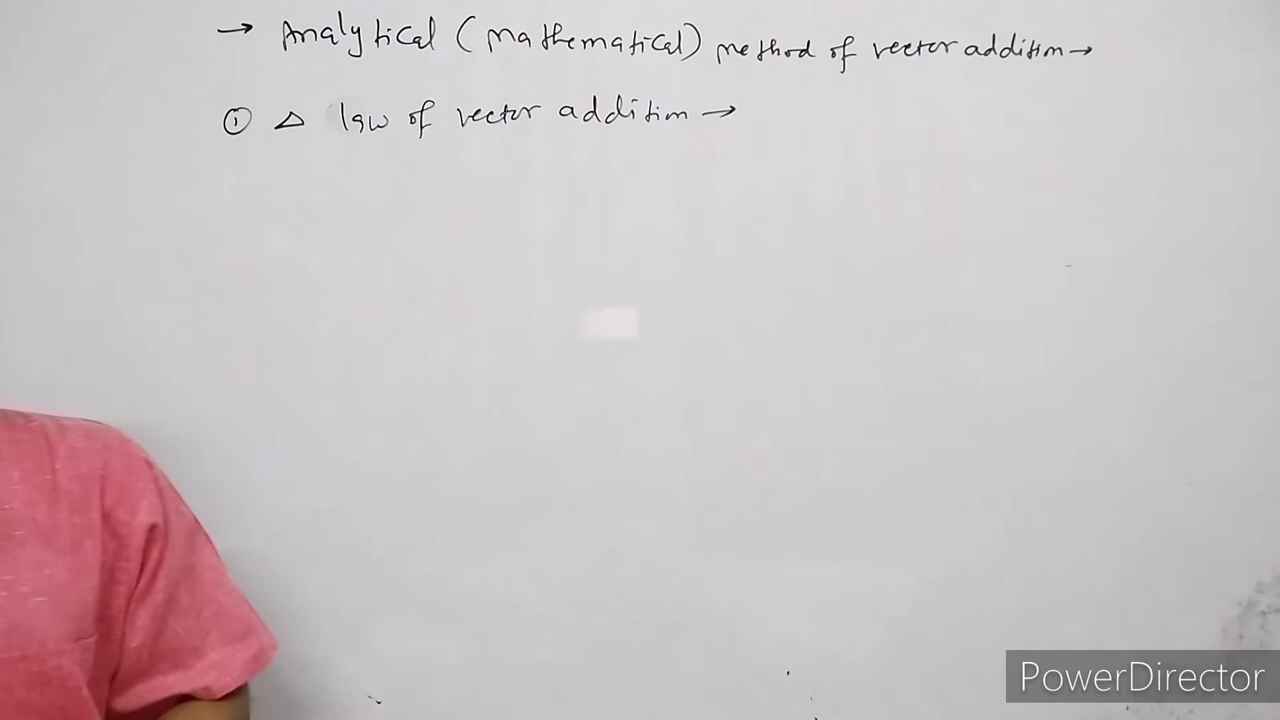 → Analytical (Mathematical) method of vector addition →
① △ law of vector addition →
PowerDirector